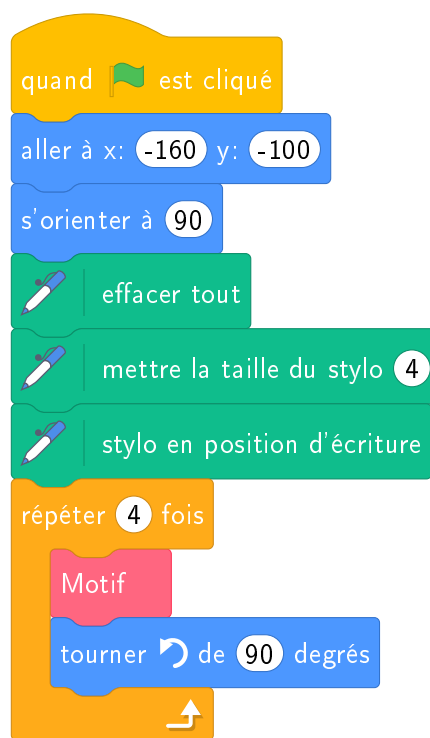 quand est cliqué
aller à x: -160 y: -100
s'orienter à 90
effacer tout
mettre la taille du stylo 4
stylo en position d'écriture
répéter 4 fois
Motif
tourner de 90 degrés